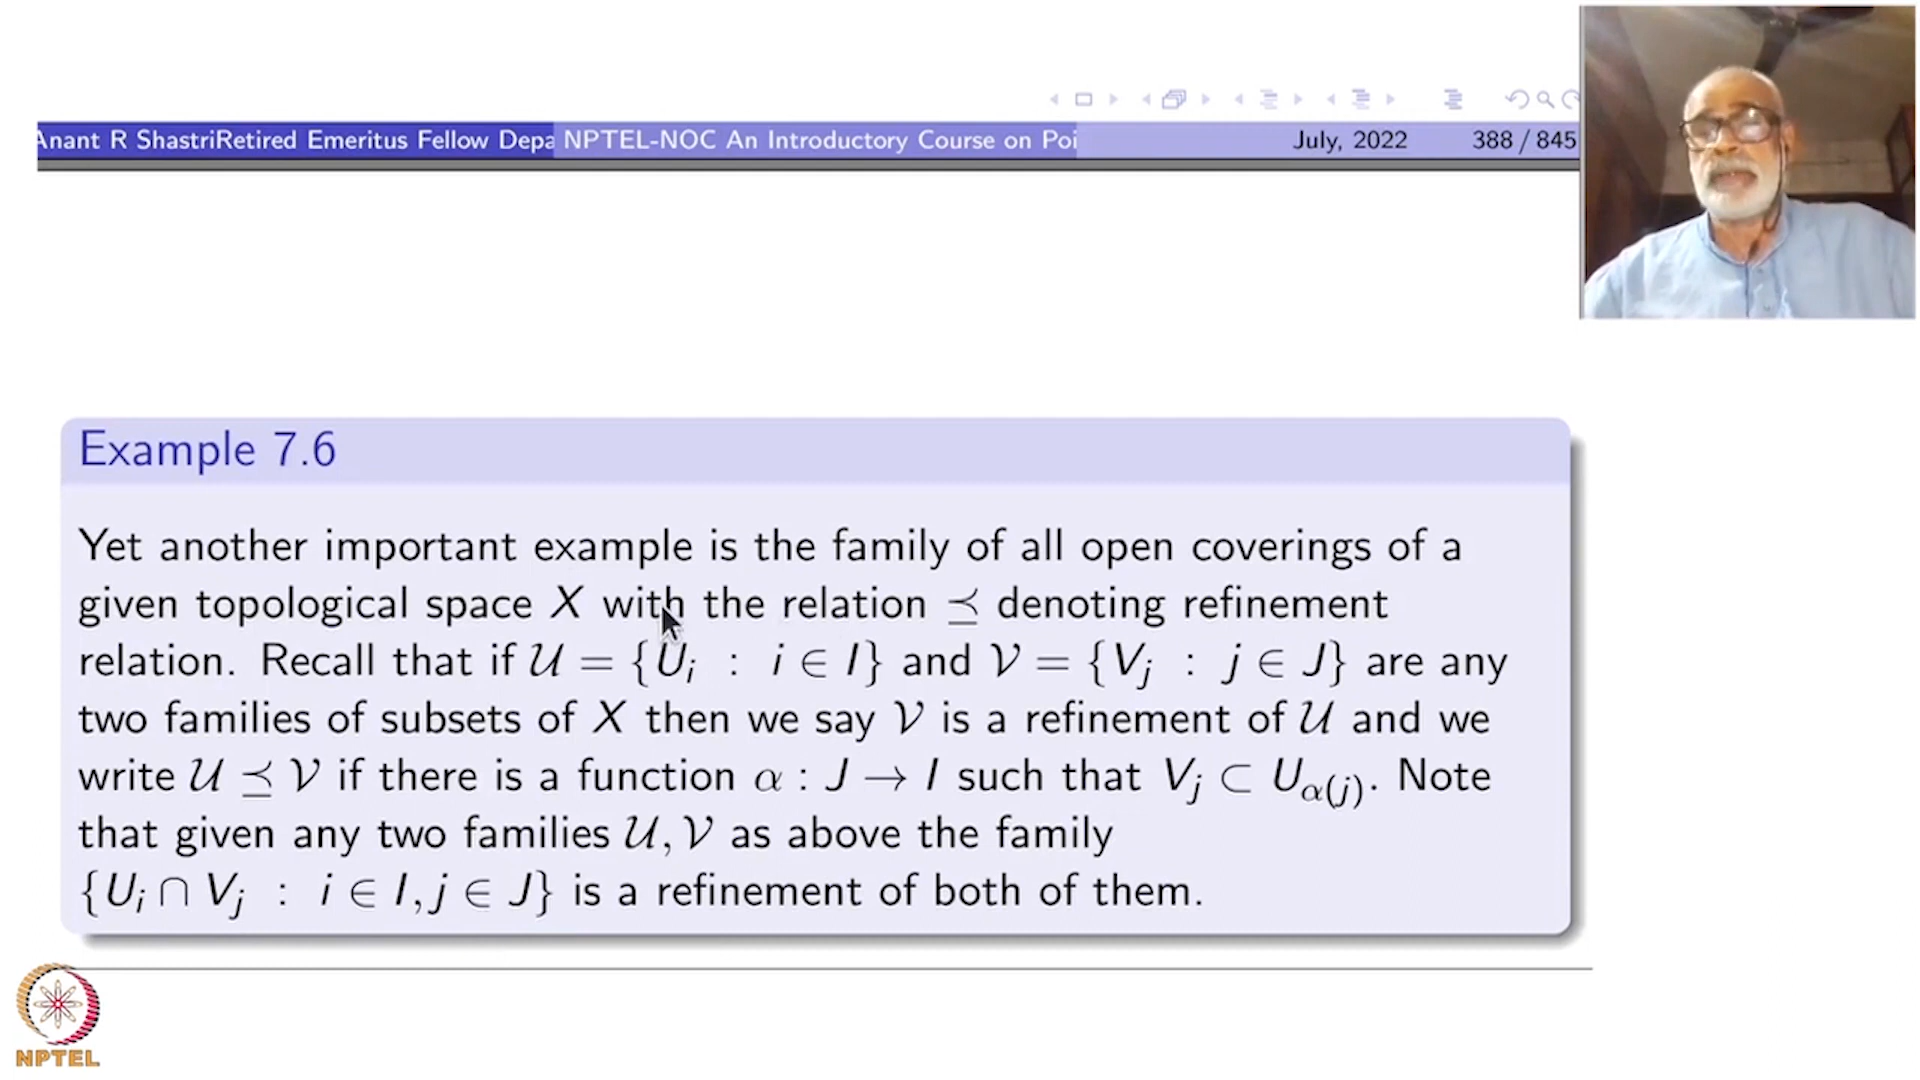 Anant R ShastriRetired Emeritus Fellow Depa NPTEL-NOC An Introductory Course on Poi July, 2022 388 / 845
Example 7.6
Yet another important example is the family of all open coverings of a
given topological space X with the relation ⪯ denoting refinement
relation. Recall that if 𝒰 = {U_i : i ∈ I} and 𝒱 = {V_j : j ∈ J} are any
two families of subsets of X then we say 𝒱 is a refinement of 𝒰 and we
write 𝒰 ⪯ 𝒱 if there is a function α : J → I such that V_j ⊂ U_{α(j)}. Note
that given any two families 𝒰, 𝒱 as above the family
{U_i ∩ V_j : i ∈ I, j ∈ J} is a refinement of both of them.
NPTEL